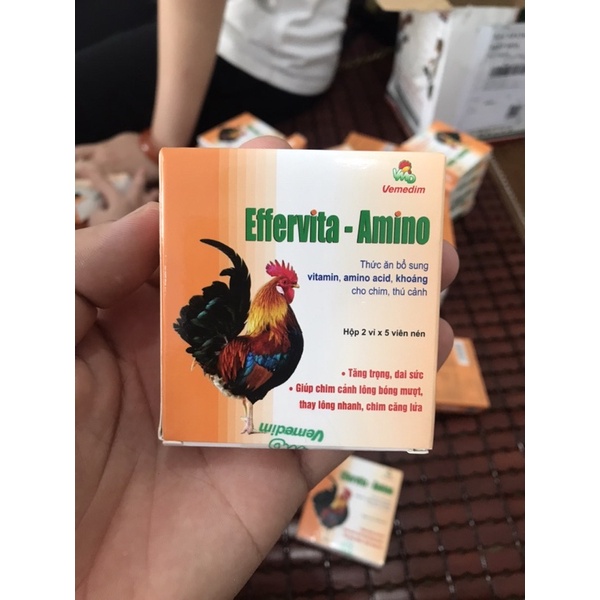 Vemedim
Effervita - Amino
Thức ăn bổ sung
vitamin, amino acid, khoáng
cho chim, thú cảnh
Hộp 2 vỉ x 5 viên nén
• Tăng trọng, dai sức
• Giúp chim cảnh lông bóng mượt,
thay lông nhanh, chim căng lửa
Vemedim
Effervita - Amino